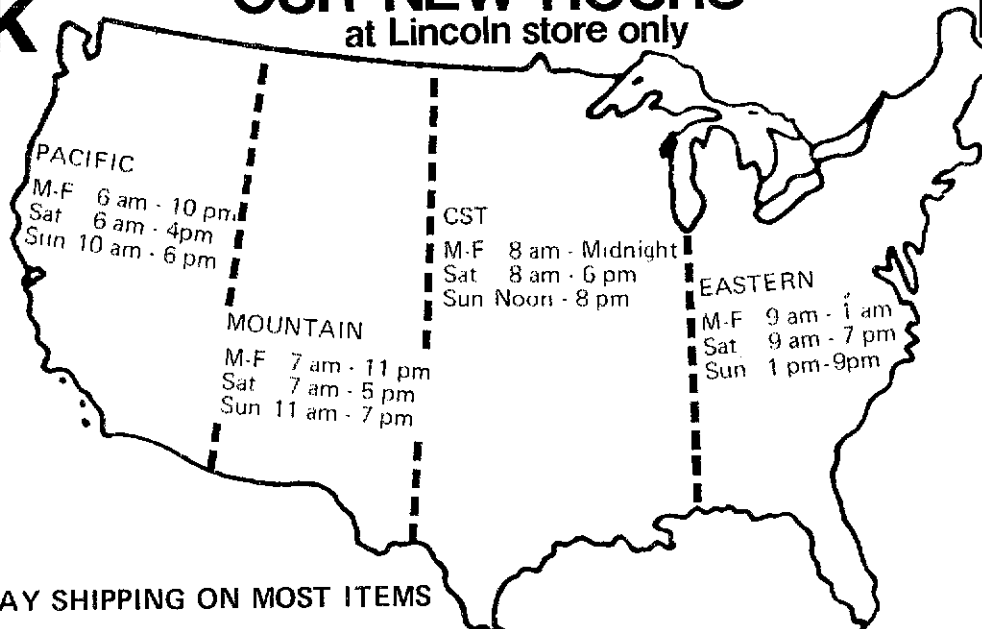 OUR NEW HOURS
at Lincoln store only
PACIFIC
M-F 6 am - 10 pm
Sat 6 am - 4pm
Sun 10 am - 6 pm
MOUNTAIN
M-F 7 am - 11 pm
Sat 7 am - 5 pm
Sun 11 am - 7 pm
CST
M-F 8 am - Midnight
Sat 8 am - 6 pm
Sun Noon - 8 pm
EASTERN
M-F 9 am - 1 am
Sat 9 am - 7 pm
Sun 1 pm-9pm
AY SHIPPING ON MOST ITEMS